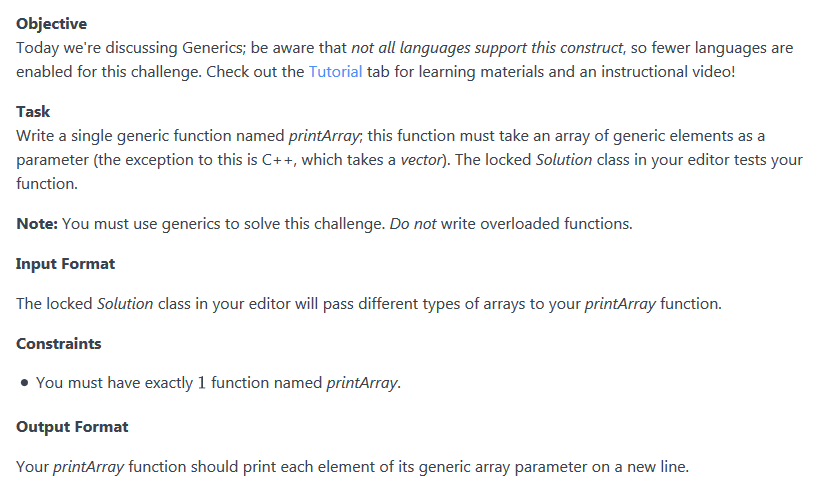 Objective
Today we're discussing Generics; be aware that not all languages support this construct, so fewer languages are
enabled for this challenge. Check out the Tutorial tab for learning materials and an instructional video!
Task
Write a single generic function named printArray; this function must take an array of generic elements as a
parameter (the exception to this is C++, which takes a vector). The locked Solution class in your editor tests your
function.
Note: You must use generics to solve this challenge. Do not write overloaded functions.
Input Format
The locked Solution class in your editor will pass different types of arrays to your printArray function.
Constraints
• You must have exactly 1 function named printArray.
Output Format
Your printArray function should print each element of its generic array parameter on a new line.